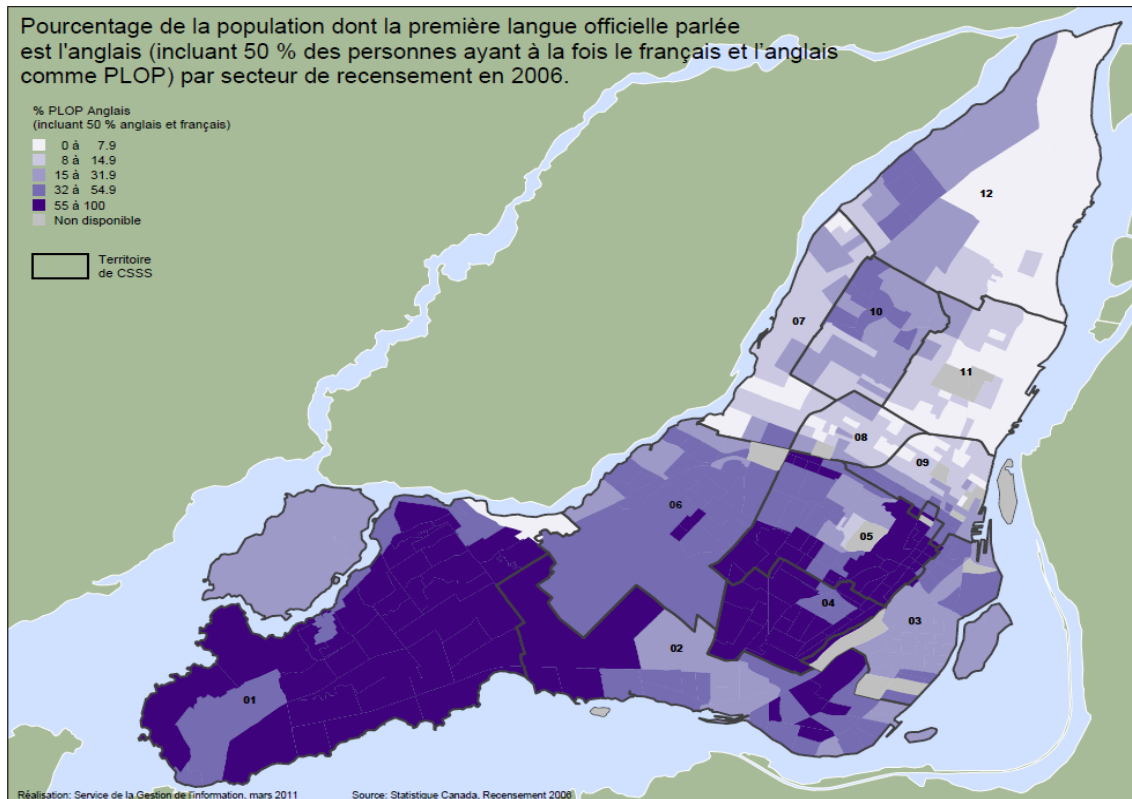 Pourcentage de la population dont la première langue officielle parlée
est l'anglais (incluant 50 % des personnes ayant à la fois le français et l'anglais
comme PLOP) par secteur de recensement en 2006.
% PLOP Anglais
(incluant 50 % anglais et français)
0 à 7.9
8 à 14.9
15 à 31.9
32 à 54.9
55 à 100
Non disponible
Territoire
de CSSS
12
10
07
11
08
09
06
05
04
03
02
01
Réalisation: Service de la Gestion de l'information, mars 2011 Source: Statistique Canada, Recensement 2006